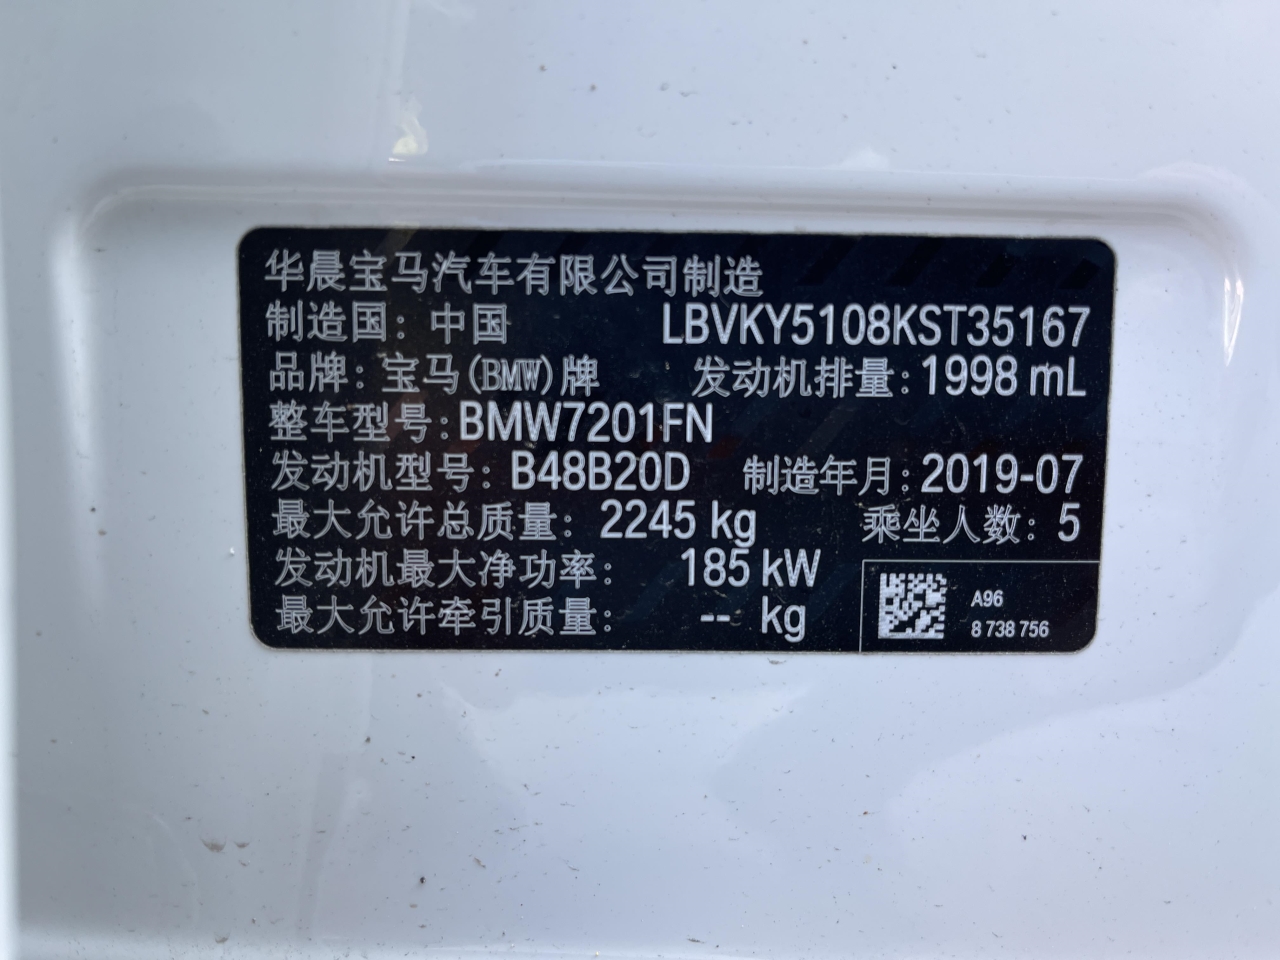 华晨宝马汽车有限公司制造
制造国：中国 LBVKY5108KST35167
品牌：宝马(BMW)牌 发动机排量：1998 mL
整车型号：BMW7201FN
发动机型号：B48B20D 制造年月：2019-07
最大允许总质量：2245 kg 乘坐人数：5
发动机最大净功率：185 kW
最大允许牵引质量：-- kg
A96
8 738 756